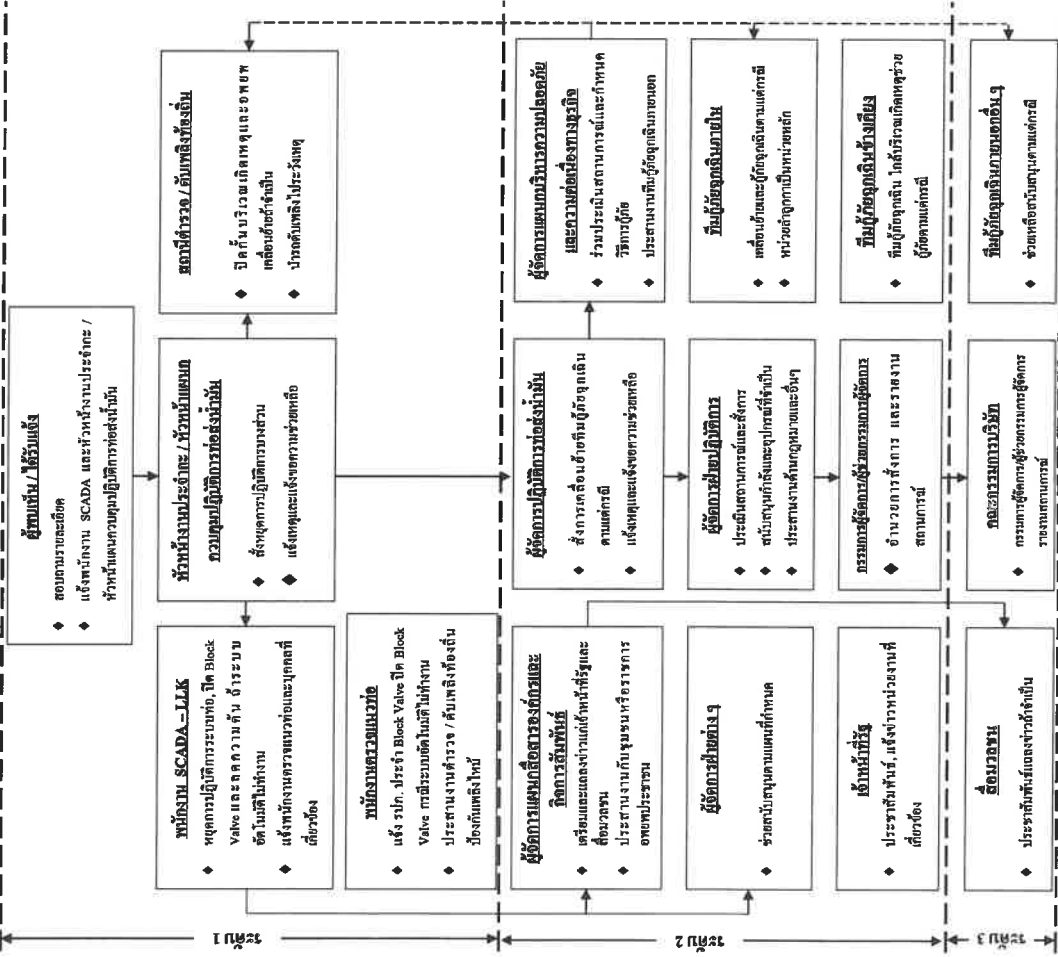 ผู้พบเห็น / ได้รับแจ้ง
◆ สอบถามรายละเอียด
◆ แจ้งพนักงาน SCADA และหัวหน้างานประจำกะ /
หัวหน้าแผนกควบคุมปฏิบัติการท่อส่งน้ำมัน
ระดับ 1
พนักงาน SCADA – LLK
◆ หยุดการปฏิบัติการระบบท่อ, ปิด Block
Valve และลดความดัน ถ้าระบบ
อัตโนมัติไม่ทำงาน
◆ แจ้งพนักงานตรวจแนวท่อและบุคคลที่
เกี่ยวข้อง
หัวหน้างานประจำกะ / หัวหน้าแผนก
ควบคุมปฏิบัติการท่อส่งน้ำมัน
◆ สั่งหยุดการปฏิบัติการบางส่วน
◆ แจ้งเหตุและแจ้งขอความช่วยเหลือ
สถานีตำรวจ / ดับเพลิงท้องถิ่น
◆ ปิดกั้นบริเวณเกิดเหตุและอพยพ
เคลื่อนย้ายถ้าจำเป็น
◆ นำรถดับเพลิงไประวังเหตุ
พนักงานตรวจแนวท่อ
◆ แจ้ง รปภ. ประจำ Block Valve ปิด Block
Valve กรณีระบบอัตโนมัติไม่ทำงาน
◆ ประสานงานตำรวจ / ดับเพลิงท้องถิ่น
ป้องกันเพลิงไหม้
ระดับ 2
ผู้จัดการแผนกสื่อสารองค์กรและ
กิจการสัมพันธ์
◆ เตรียมและแถลงข่าวแก่เจ้าหน้าที่รัฐและ
สื่อมวลชน
◆ ประสานงานกับชุมชนหรือราชการ
อพยพประชาชน
ผู้จัดการปฏิบัติการท่อส่งน้ำมัน
◆ สั่งการเคลื่อนย้ายทีมกู้ภัยฉุกเฉิน
ตามแต่กรณี
◆ แจ้งเหตุและแจ้งขอความช่วยเหลือ
ผู้จัดการแผนกบริหารความปลอดภัย
และความต่อเนื่องทางธุรกิจ
◆ ร่วมประเมินสถานการณ์และกำหนด
วิธีการกู้ภัย
◆ ประสานงานทีมกู้ภัยฉุกเฉินภายนอก
ผู้จัดการฝ่ายต่าง ๆ
◆ ช่วยสนับสนุนตามแผนที่กำหนด
ผู้จัดการฝ่ายปฏิบัติการ
◆ ประเมินสถานการณ์และสั่งการ
◆ สนับสนุนกำลังและอุปกรณ์ที่จำเป็น
◆ ประสานงานด้านกฎหมายและอื่นๆ
ทีมกู้ภัยฉุกเฉินภายใน
◆ เคลื่อนย้ายและกู้ภัยฉุกเฉินตามแต่กรณี
◆ หน่วยลำลูกกาเป็นหน่วยหลัก
เจ้าหน้าที่รัฐ
◆ ประชาสัมพันธ์, แจ้งข่าวหน่วยงานที่
เกี่ยวข้อง
กรรมการผู้จัดการ/ผู้ช่วยกรรมการผู้จัดการ
◆ อำนวยการสั่งการ และรายงาน
สถานการณ์
ทีมกู้ภัยฉุกเฉินข้างเคียง
◆ ทีมกู้ภัยฉุกเฉิน ใกล้บริเวณเกิดเหตุช่วย
กู้ภัยตามแต่กรณี
ระดับ 3
สื่อมวลชน
◆ ประชาสัมพันธ์แถลงข่าวถ้าจำเป็น
คณะกรรมการบริษัท
◆ กรรมการผู้จัดการ/ผู้ช่วยกรรมการผู้จัดการ
รายงานสถานการณ์
ทีมกู้ภัยฉุกเฉินภายนอกอื่น ๆ
◆ ช่วยเหลือสนับสนุนตามแต่กรณี